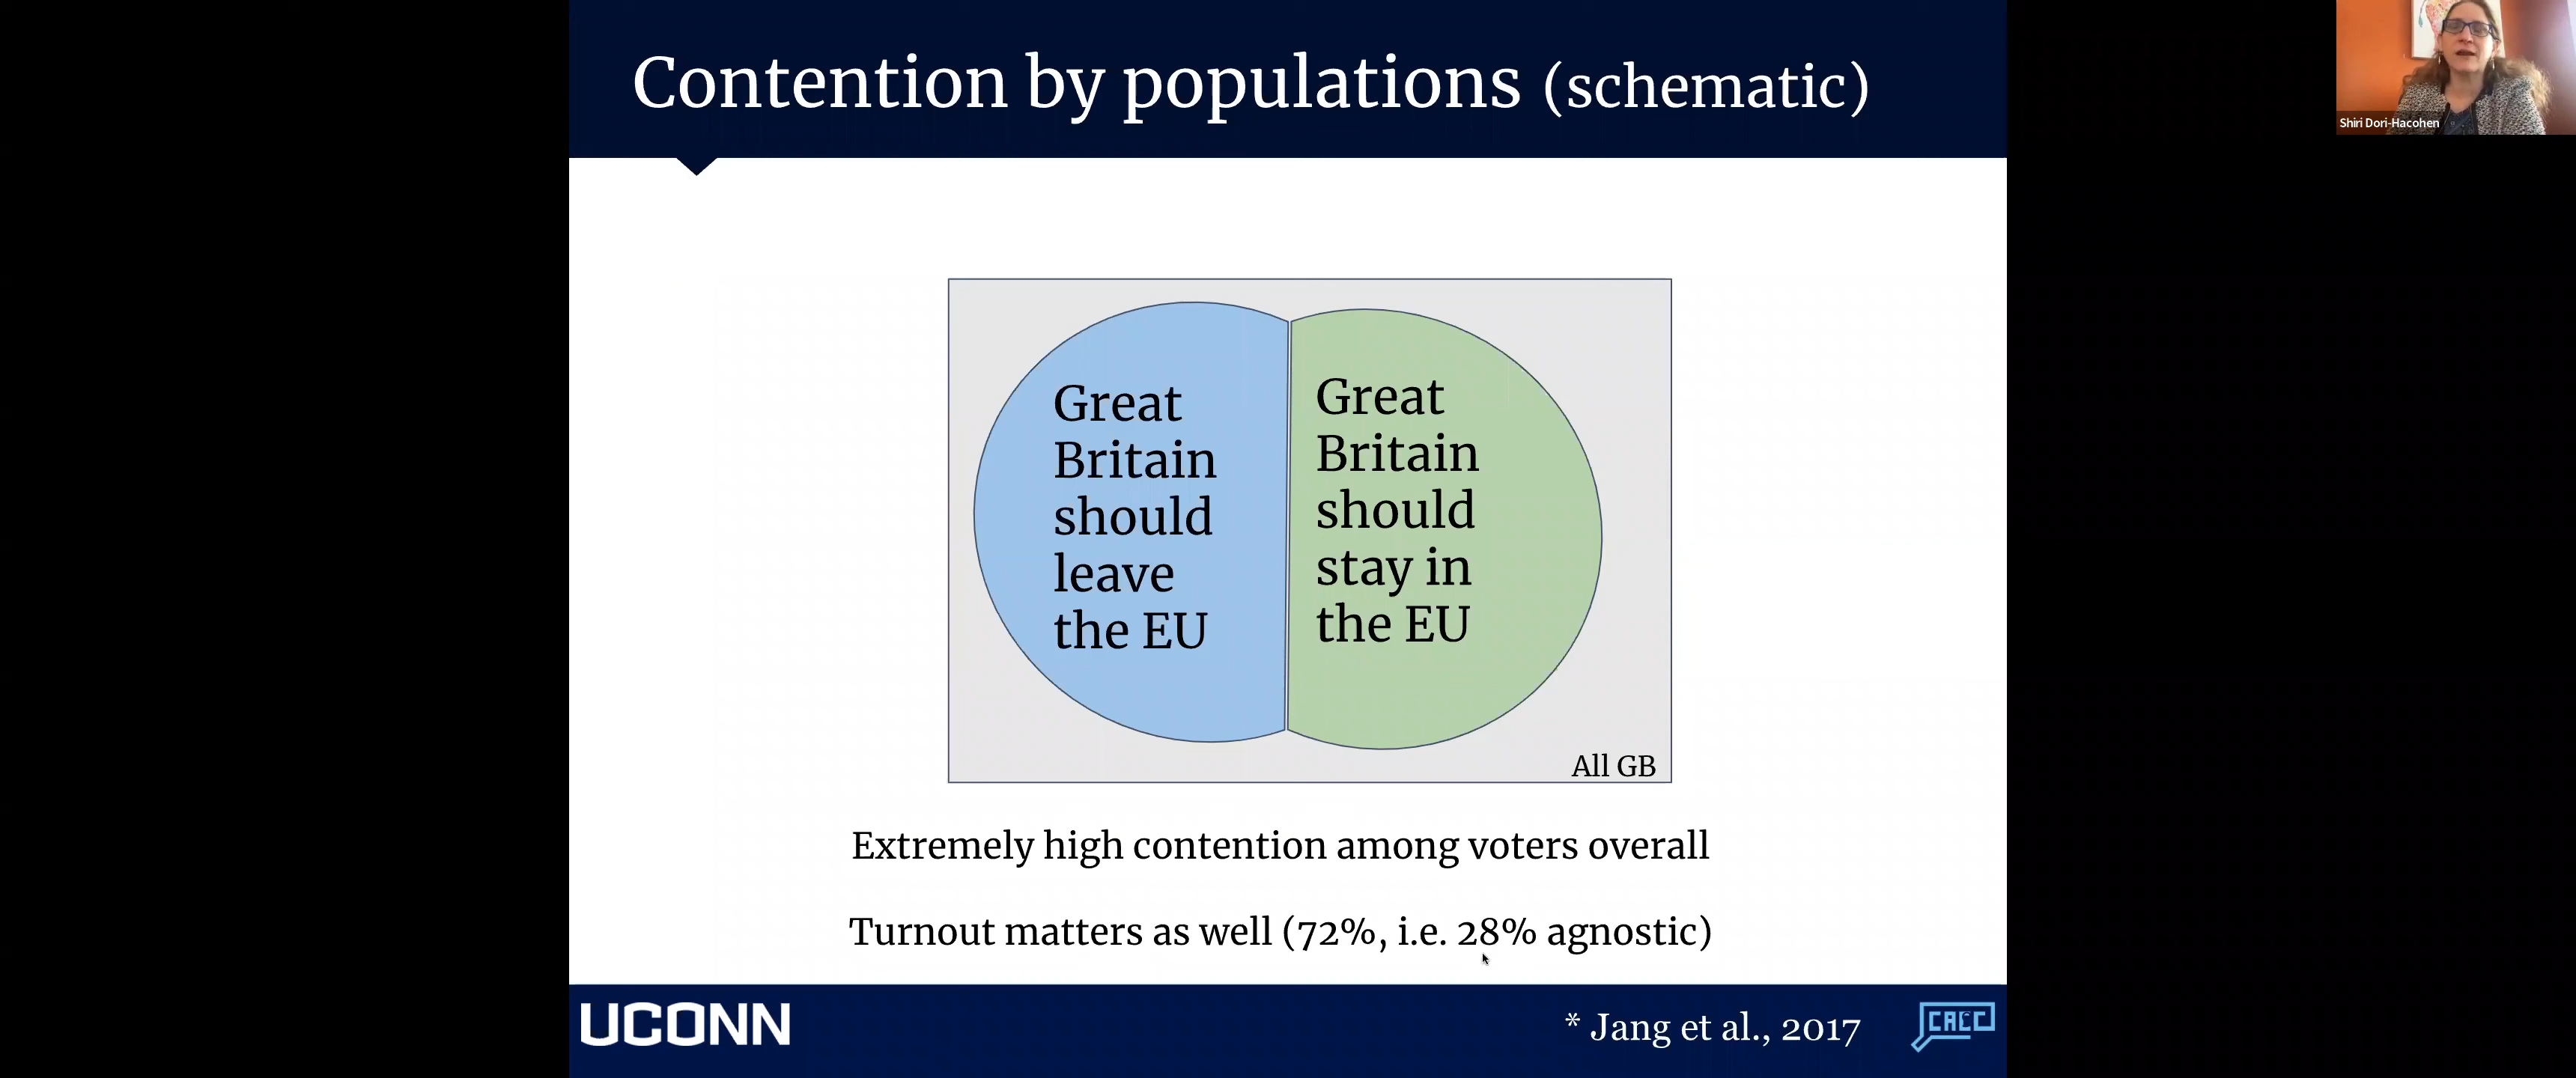 Contention by populations (schematic)
Shiri Dori-Hacohen
Great
Britain
should
leave
the EU
Great
Britain
should
stay in
the EU
All GB
Extremely high contention among voters overall
Turnout matters as well (72%, i.e. 28% agnostic)
UCONN
* Jang et al., 2017